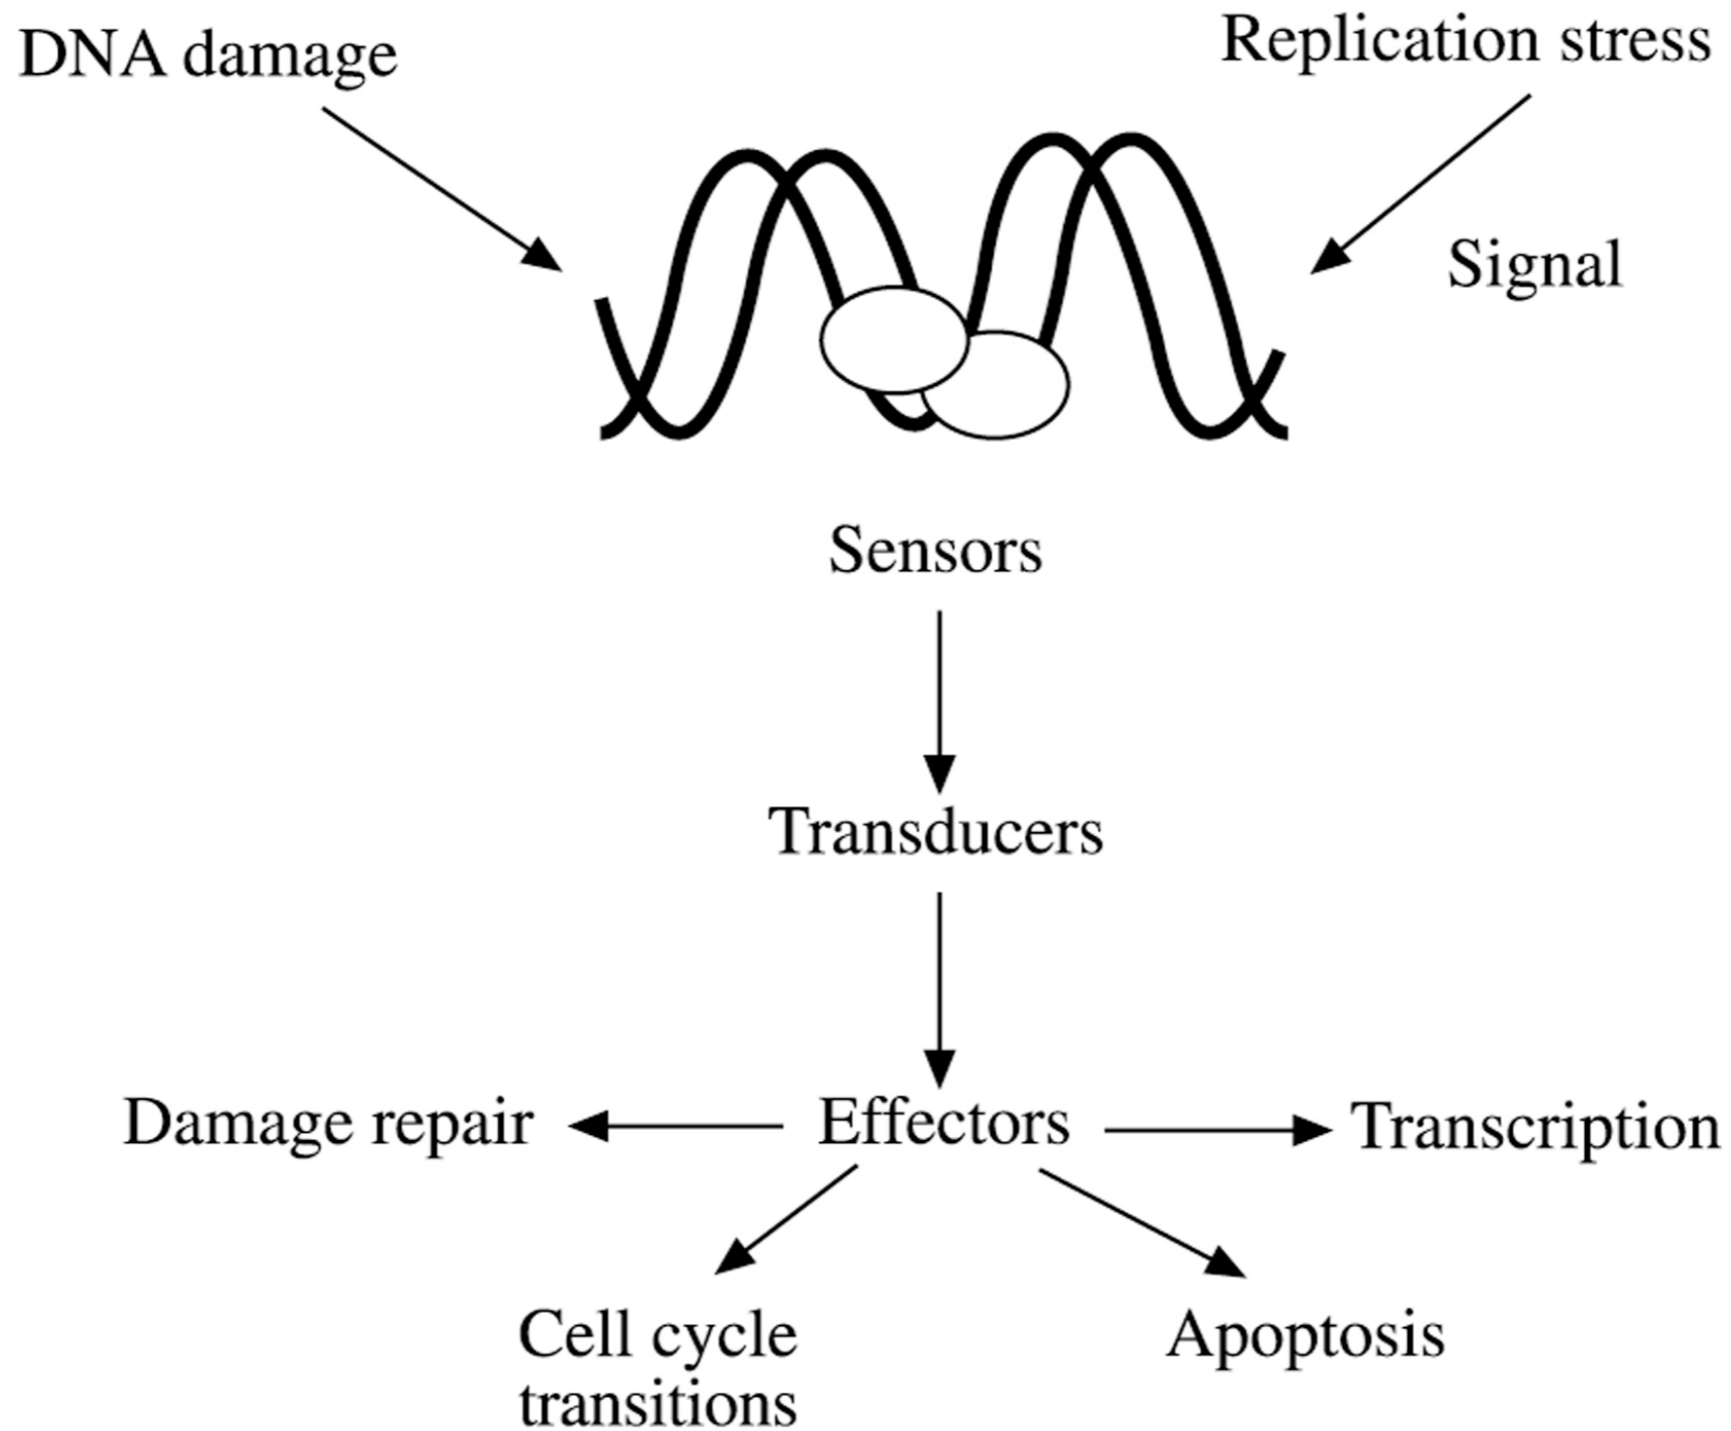 DNA damage
Replication stress
Signal
Sensors
Transducers
Damage repair
Effectors
Transcription
Cell cycle
transitions
Apoptosis